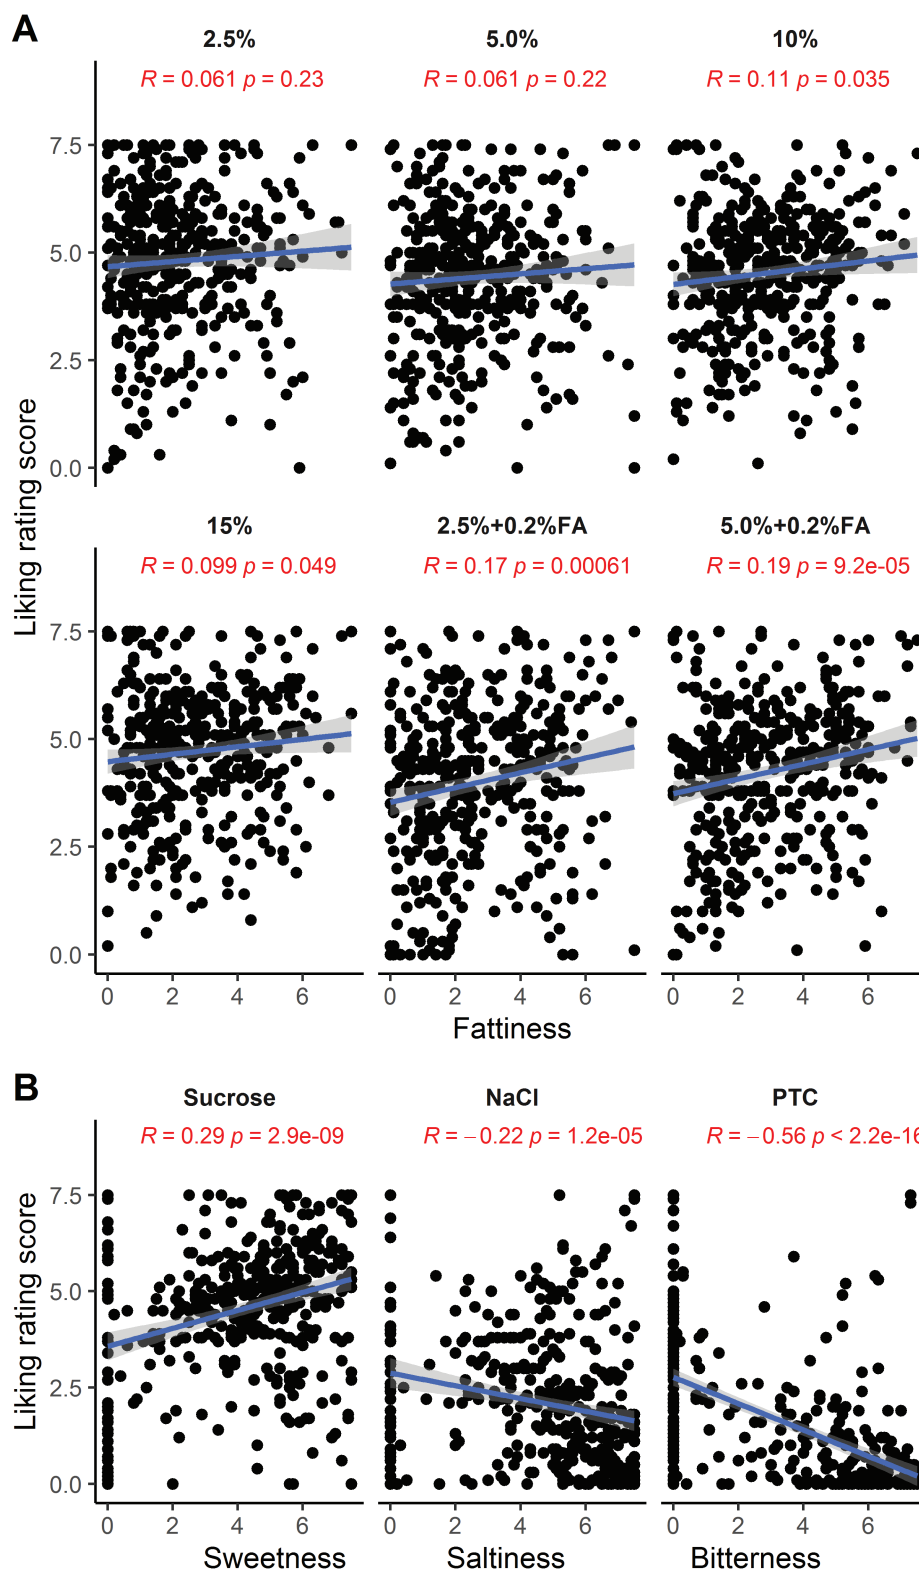 A
2.5% 5.0% 10%
R = 0.061 p = 0.23 R = 0.061 p = 0.22 R = 0.11 p = 0.035
7.5
5.0
2.5
0.0
Liking rating score
15% 2.5%+0.2%FA 5.0%+0.2%FA
R = 0.099 p = 0.049 R = 0.17 p = 0.00061 R = 0.19 p = 9.2e-05
7.5
5.0
2.5
0.0
0 2 4 6 0 2 4 6 0 2 4 6
Fattiness
B
Sucrose NaCl PTC
R = 0.29 p = 2.9e-09 R = −0.22 p = 1.2e-05 R = −0.56 p < 2.2e-16
7.5
5.0
2.5
0.0
Liking rating score
0 2 4 6 0 2 4 6 0 2 4 6
Sweetness Saltiness Bitterness